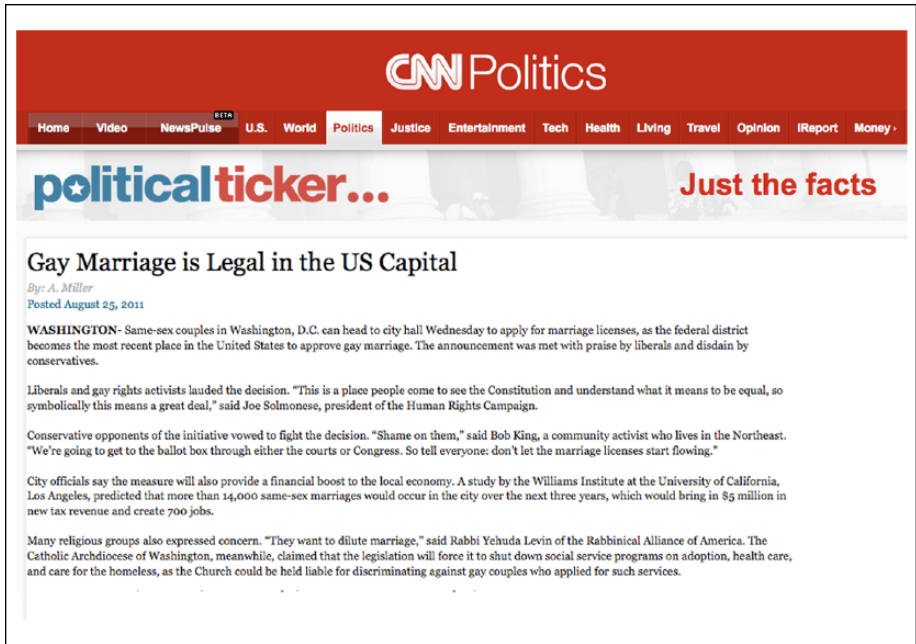 CNN Politics
BETA
Home Video NewsPulse U.S. World Politics Justice Entertainment Tech Health Living Travel Opinion iReport Money ›
politicalticker... Just the facts
Gay Marriage is Legal in the US Capital
By: A. Miller
Posted August 25, 2011
WASHINGTON- Same-sex couples in Washington, D.C. can head to city hall Wednesday to apply for marriage licenses, as the federal district
becomes the most recent place in the United States to approve gay marriage. The announcement was met with praise by liberals and disdain by
conservatives.
Liberals and gay rights activists lauded the decision. “This is a place people come to see the Constitution and understand what it means to be equal, so
symbolically this means a great deal,” said Joe Solmonese, president of the Human Rights Campaign.
Conservative opponents of the initiative vowed to fight the decision. “Shame on them,” said Bob King, a community activist who lives in the Northeast.
“We’re going to get to the ballot box through either the courts or Congress. So tell everyone: don’t let the marriage licenses start flowing.”
City officials say the measure will also provide a financial boost to the local economy. A study by the Williams Institute at the University of California,
Los Angeles, predicted that more than 14,000 same-sex marriages would occur in the city over the next three years, which would bring in $5 million in
new tax revenue and create 700 jobs.
Many religious groups also expressed concern. “They want to dilute marriage,” said Rabbi Yehuda Levin of the Rabbinical Alliance of America. The
Catholic Archdiocese of Washington, meanwhile, claimed that the legislation will force it to shut down social service programs on adoption, health care,
and care for the homeless, as the Church could be held liable for discriminating against gay couples who applied for such services.